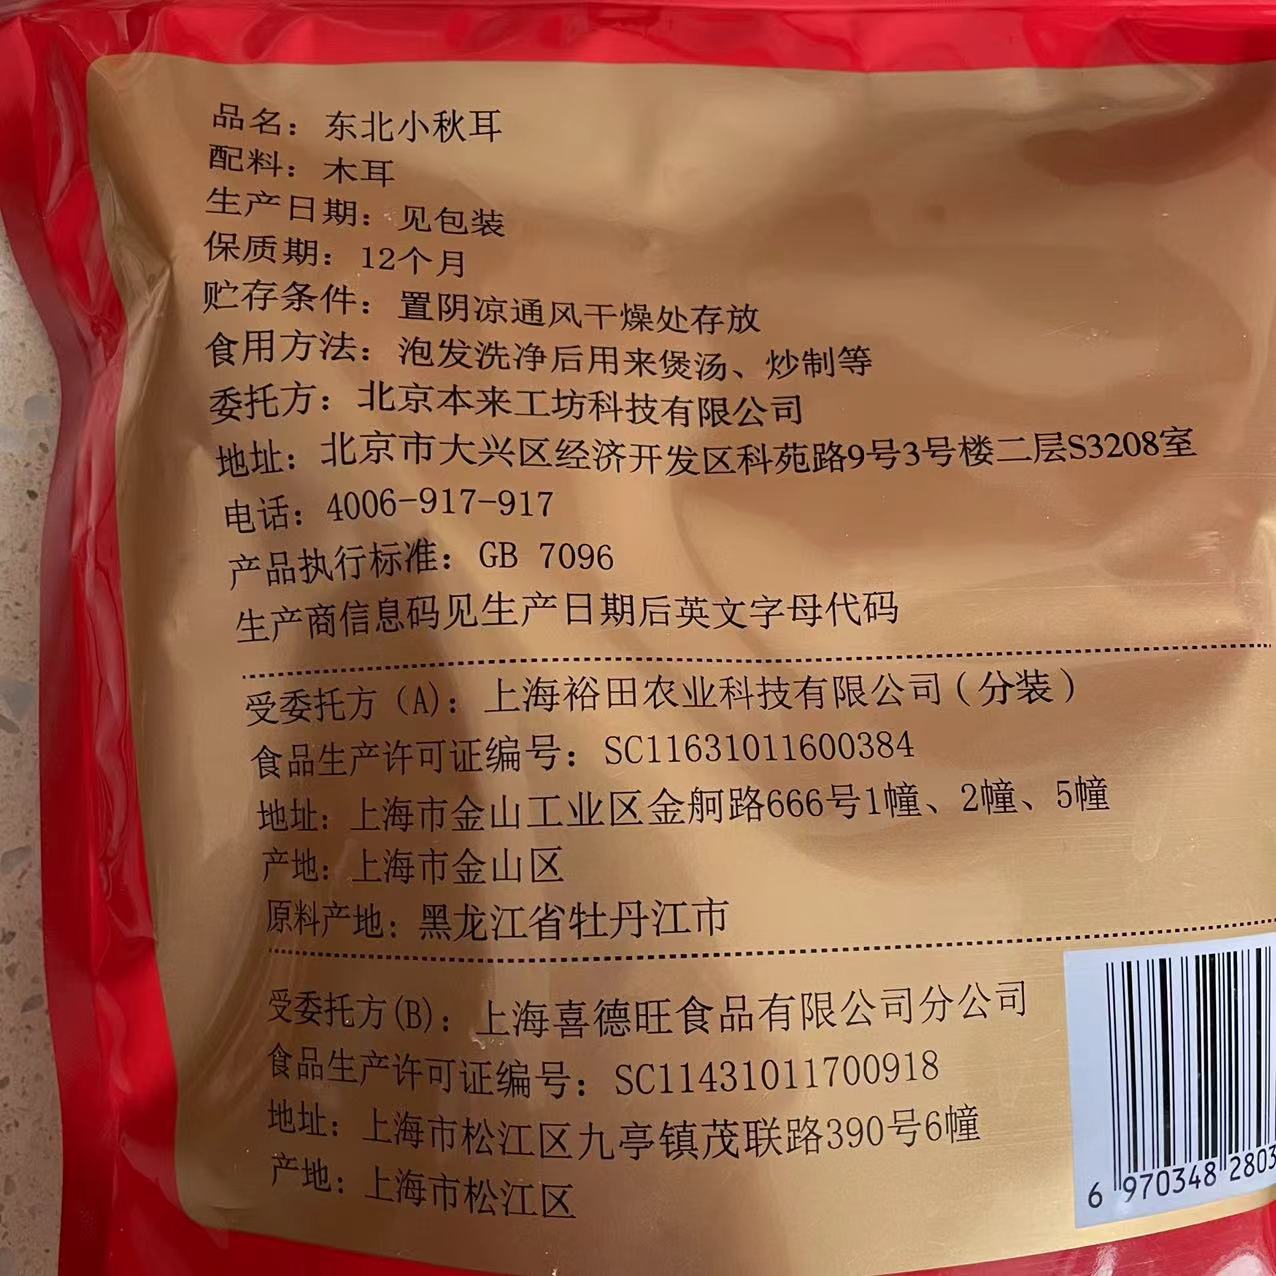 品名：东北小秋耳
配料：木耳
生产日期：见包装
保质期：12个月
贮存条件：置阴凉通风干燥处存放
食用方法：泡发洗净后用来煲汤、炒制等
委托方：北京本来工坊科技有限公司
地址：北京市大兴区经济开发区科苑路9号3号楼二层S3208室
电话：4006-917-917
产品执行标准：GB 7096
生产商信息码见生产日期后英文字母代码
受委托方（A)：上海裕田农业科技有限公司(分装)
食品生产许可证编号：SC11631011600384
地址：上海市金山工业区金舸路666号1幢、2幢、5幢
产地：上海市金山区
原料产地：黑龙江省牡丹江市
受委托方(B)：上海喜德旺食品有限公司分公司
食品生产许可证编号：SC11431011700918
地址：上海市松江区九亭镇茂联路390号6幢
产地：上海市松江区
6 970348 2803